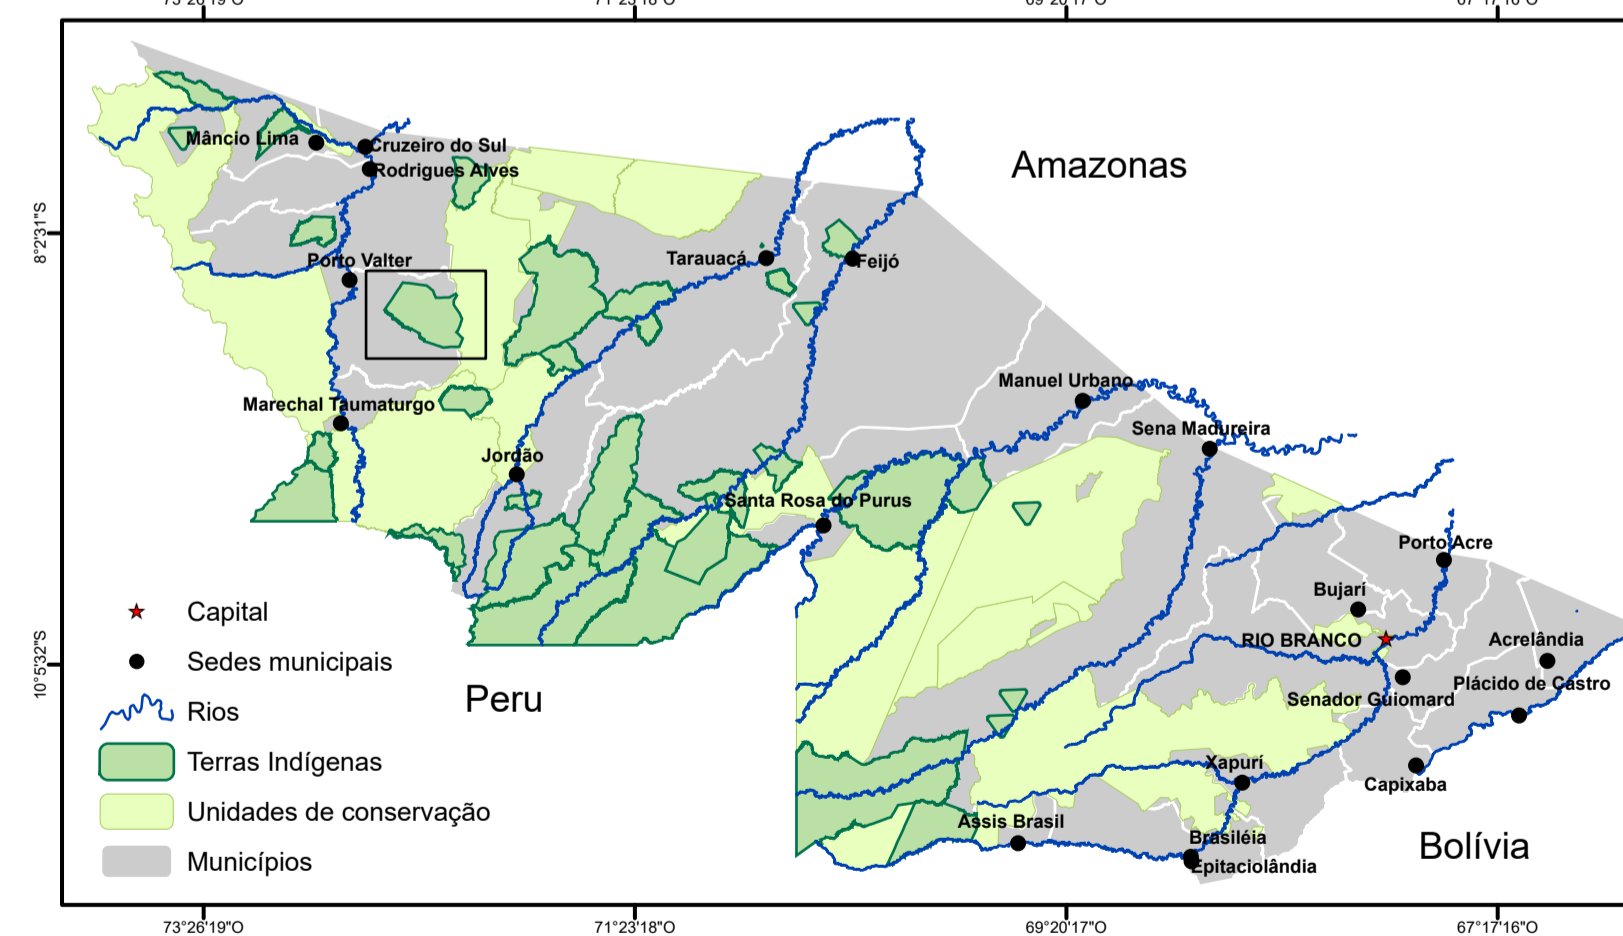 73°26'19"O 71°23'18"O 69°20'17"O 67°17'16"O
Amazonas
Mâncio Lima
Cruzeiro do Sul
Rodrigues Alves
8°2'31"S
Porto Valter
Tarauacá
Feijó
Manuel Urbano
Marechal Taumaturgo
Sena Madureira
Jordão
Santa Rosa do Purus
Porto Acre
Bujarí
Capital
RIO BRANCO
Acrelândia
Sedes municipais
10°5'32"S
Plácido de Castro
Peru
Senador Guiomard
Rios
Terras Indígenas
Xapurí
Capixaba
Unidades de conservação
Assis Brasil
Brasiléia
Bolívia
Municípios
Epitaciolândia
73°26'19"O 71°23'18"O 69°20'17"O 67°17'16"O